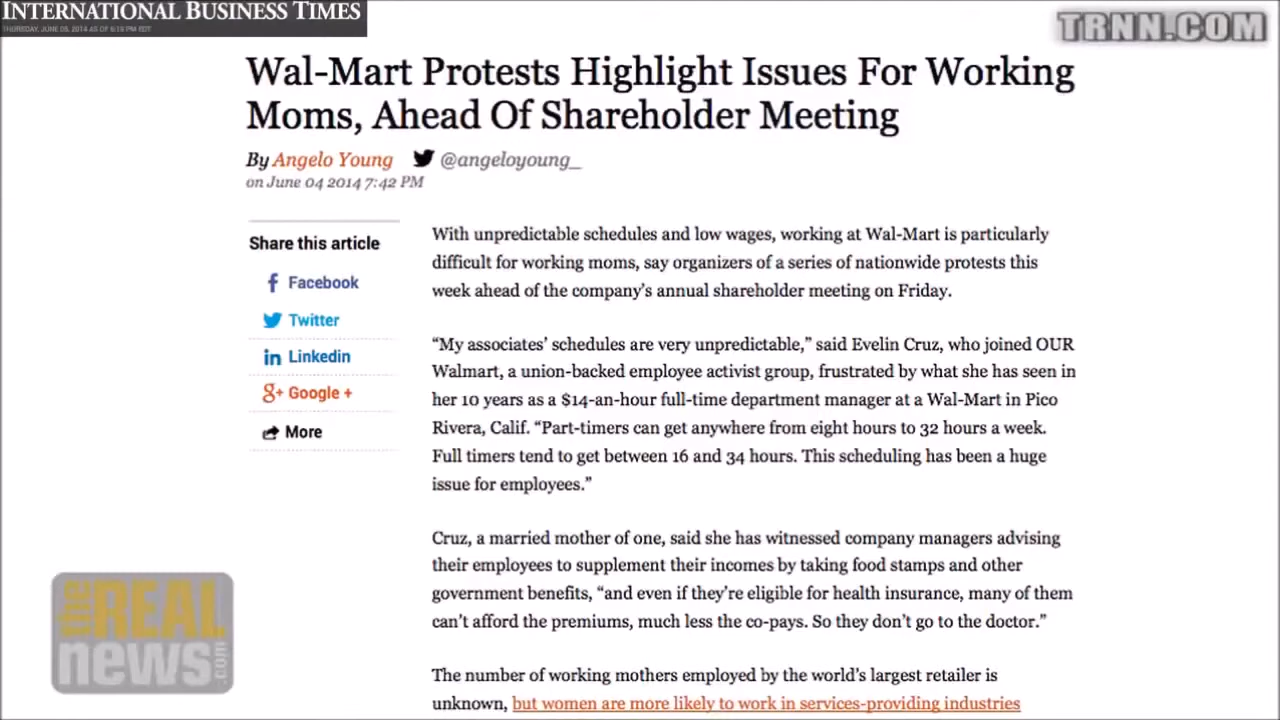 INTERNATIONAL BUSINESS TIMES
TRNN.COM
Wal-Mart Protests Highlight Issues For Working
Moms, Ahead Of Shareholder Meeting
By Angelo Young @angeloyoung_
on June 04 2014 7:42 PM
Share this article
Facebook
Twitter
Linkedin
Google +
More
With unpredictable schedules and low wages, working at Wal-Mart is particularly
difficult for working moms, say organizers of a series of nationwide protests this
week ahead of the company's annual shareholder meeting on Friday.
“My associates' schedules are very unpredictable,” said Evelin Cruz, who joined OUR
Walmart, a union-backed employee activist group, frustrated by what she has seen in
her 10 years as a $14-an-hour full-time department manager at a Wal-Mart in Pico
Rivera, Calif. “Part-timers can get anywhere from eight hours to 32 hours a week.
Full timers tend to get between 16 and 34 hours. This scheduling has been a huge
issue for employees.”
Cruz, a married mother of one, said she has witnessed company managers advising
their employees to supplement their incomes by taking food stamps and other
government benefits, “and even if they're eligible for health insurance, many of them
can't afford the premiums, much less the co-pays. So they don't go to the doctor.”
The number of working mothers employed by the world's largest retailer is
unknown, but women are more likely to work in services-providing industries
the REAL
news.com